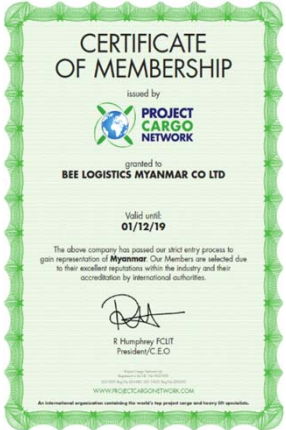 CERTIFICATE
OF MEMBERSHIP
issued by
PROJECT
CARGO
NETWORK
granted to
BEE LOGISTICS MYANMAR CO LTD
Valid until:
01/12/19
The above company has passed our strict entry process to
gain representation of Myanmar. Our Members are selected due
to their excellent reputations within the industry and their
accreditation by international authorities.
R Humphrey FCLIT
President/C.E.O
WWW.PROJECTCARGONETWORK.COM
An international organisation containing the world's top project cargo and heavy lift specialists.